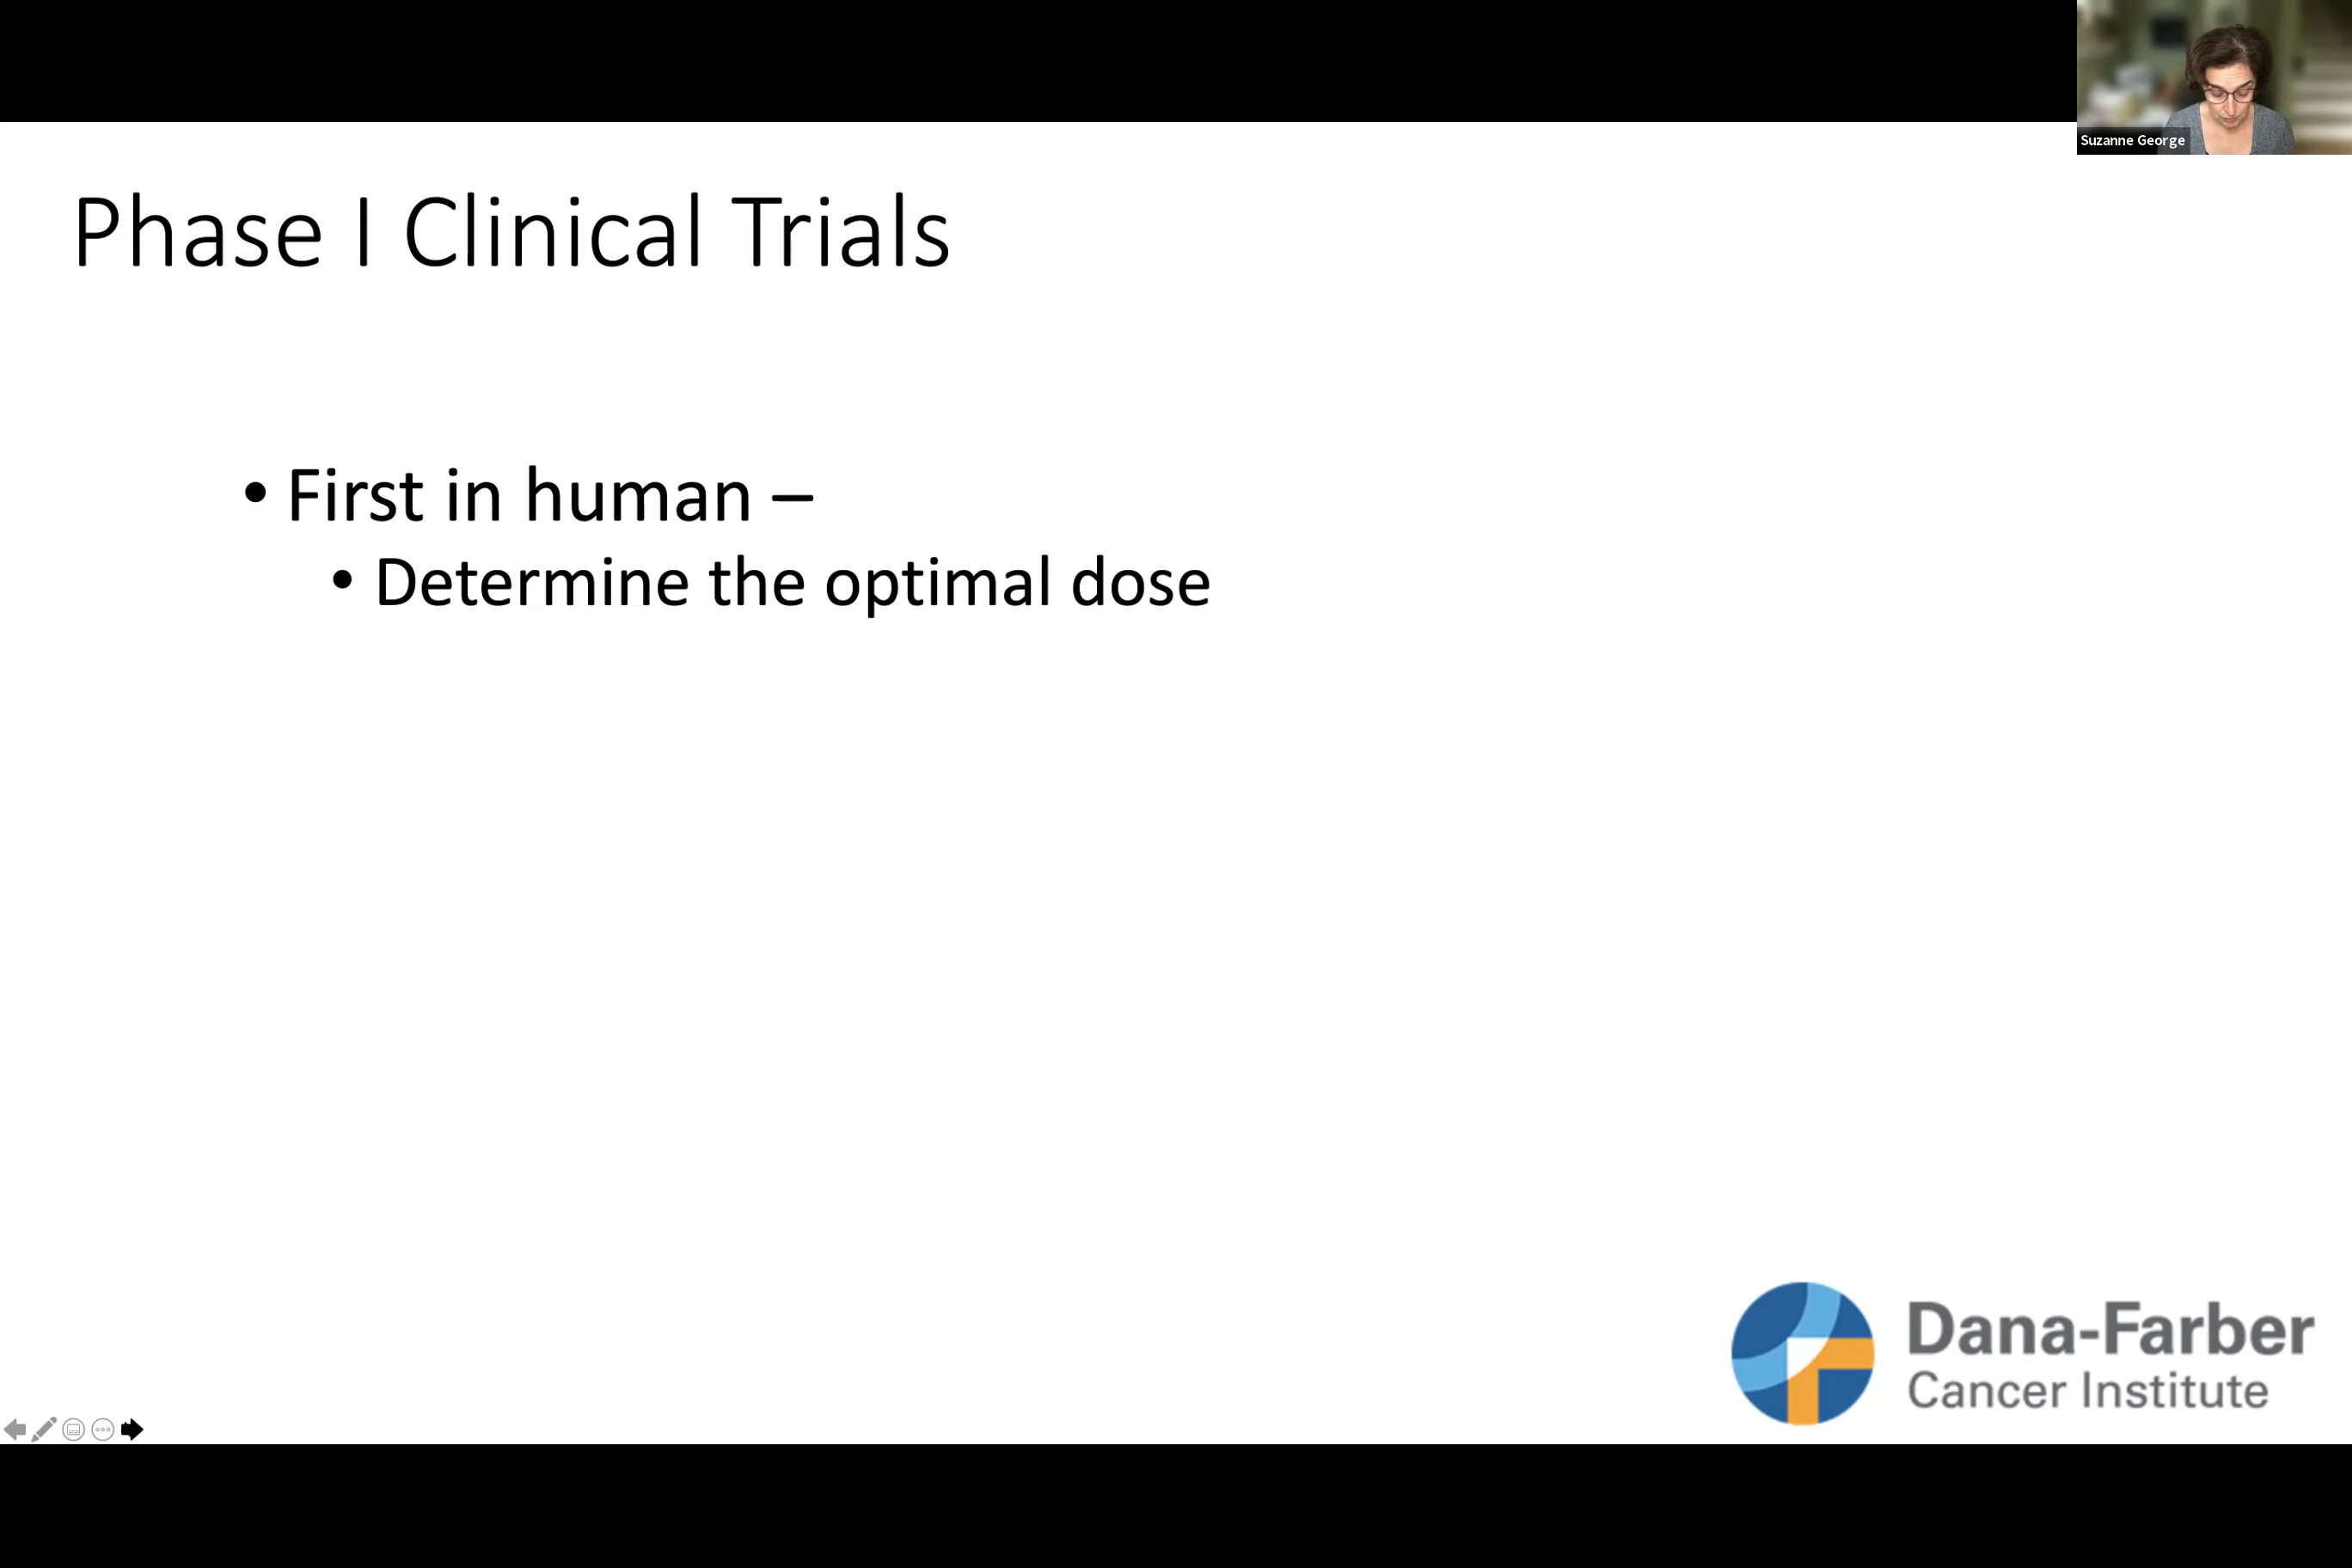 Suzanne George
Phase I Clinical Trials
• First in human –
• Determine the optimal dose
Dana-Farber
Cancer Institute